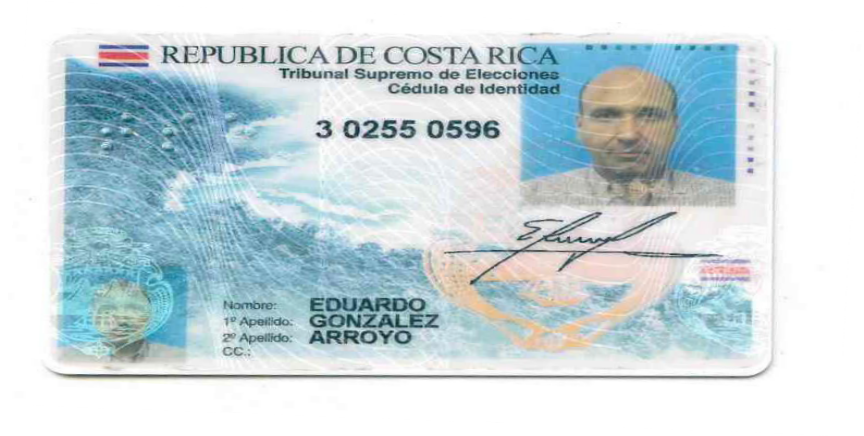 REPUBLICA DE COSTA RICA
Tribunal Supremo de Elecciones
Cédula de Identidad
3 0255 0596
Nombre: EDUARDO
1º Apellido: GONZALEZ
2º Apellido: ARROYO
CC.: